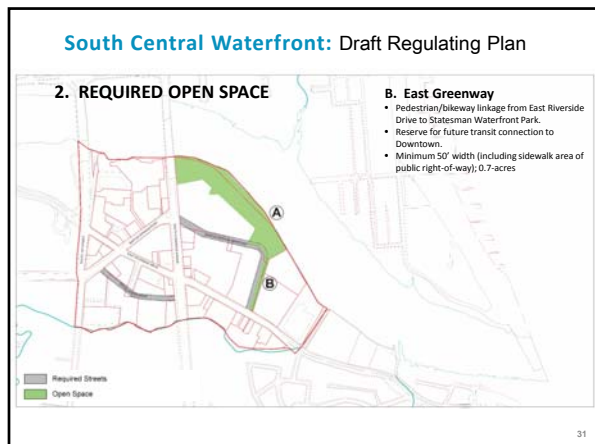 South Central Waterfront: Draft Regulating Plan
2. REQUIRED OPEN SPACE
B. East Greenway
• Pedestrian/bikeway linkage from East Riverside
Drive to Statesman Waterfront Park.
• Reserve for future transit connection to
Downtown.
• Minimum 50’ width (including sidewalk area of
public right-of-way); 0.7-acres
A
B
Required Streets
Open Space
31